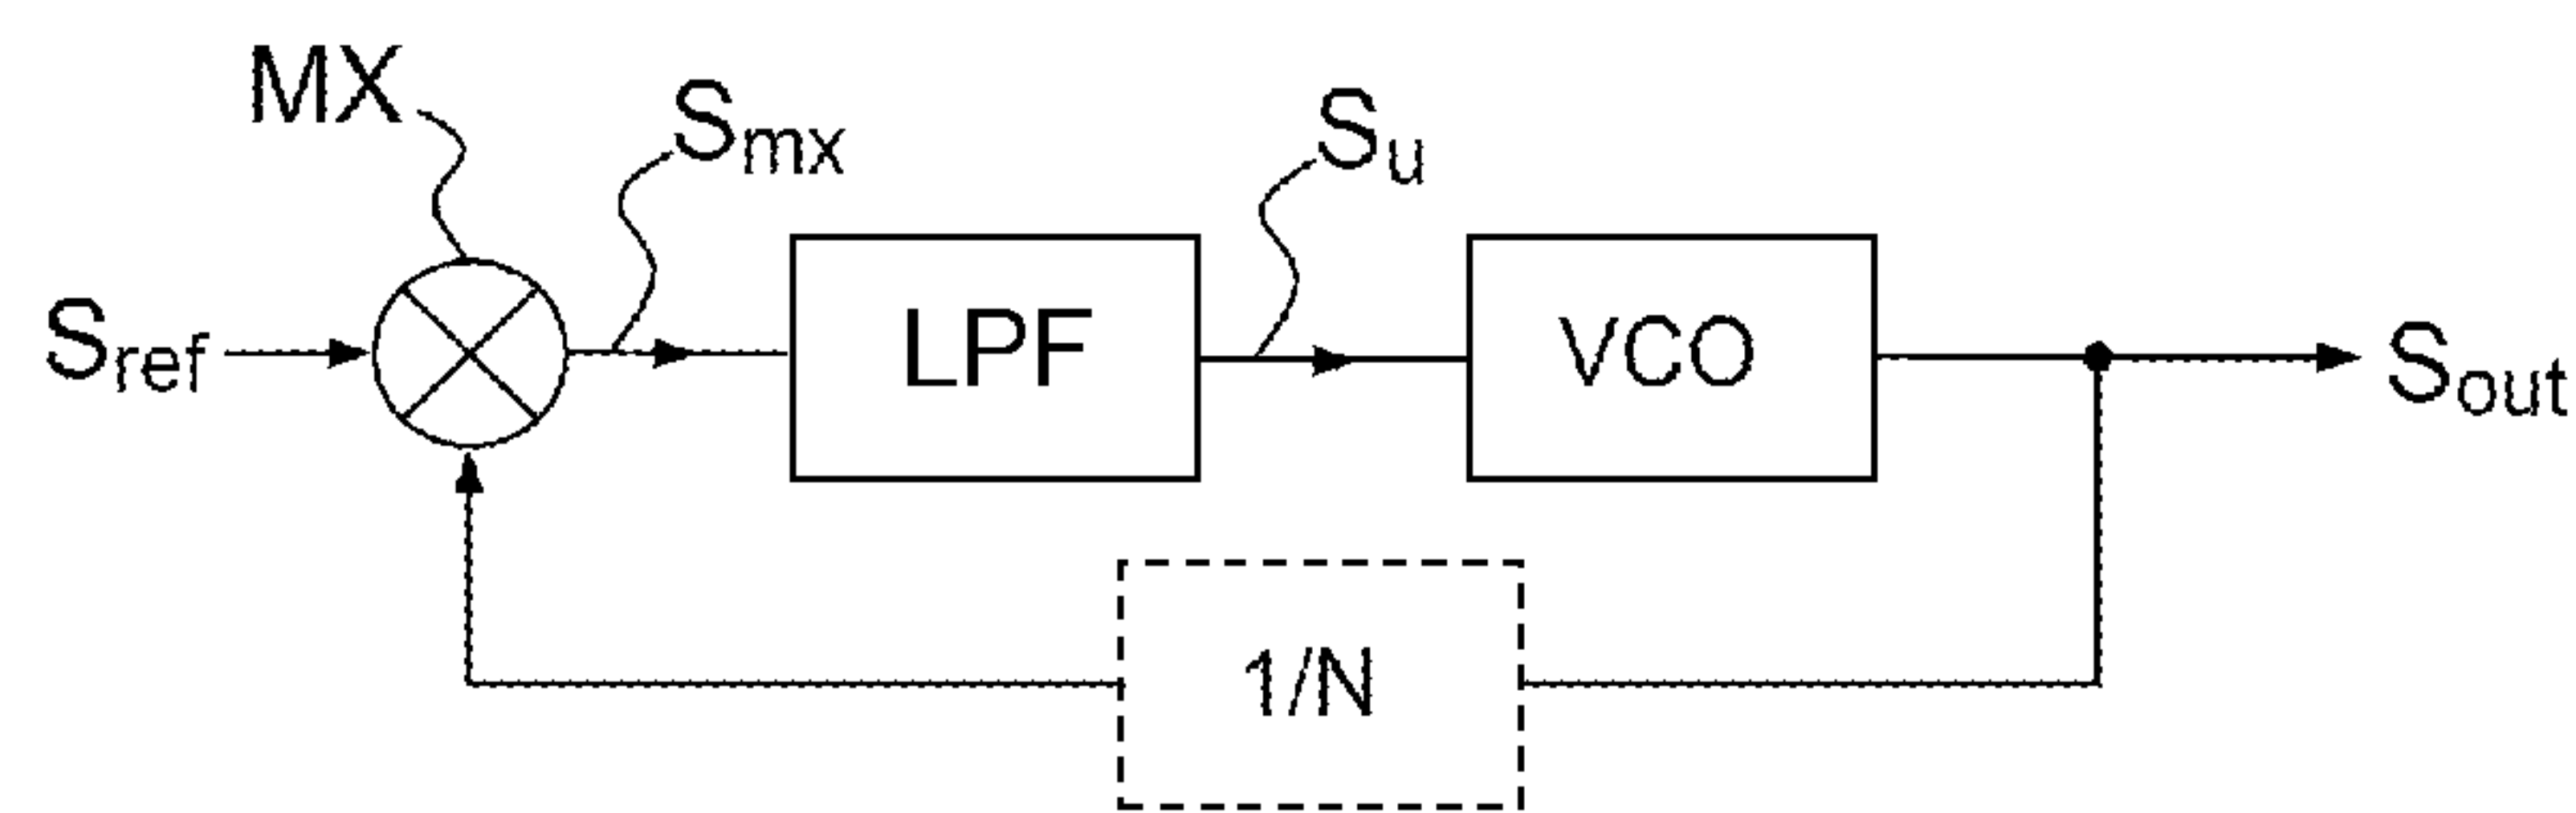 MX
Smx
Su
Sref
LPF
VCO
Sout
1/N